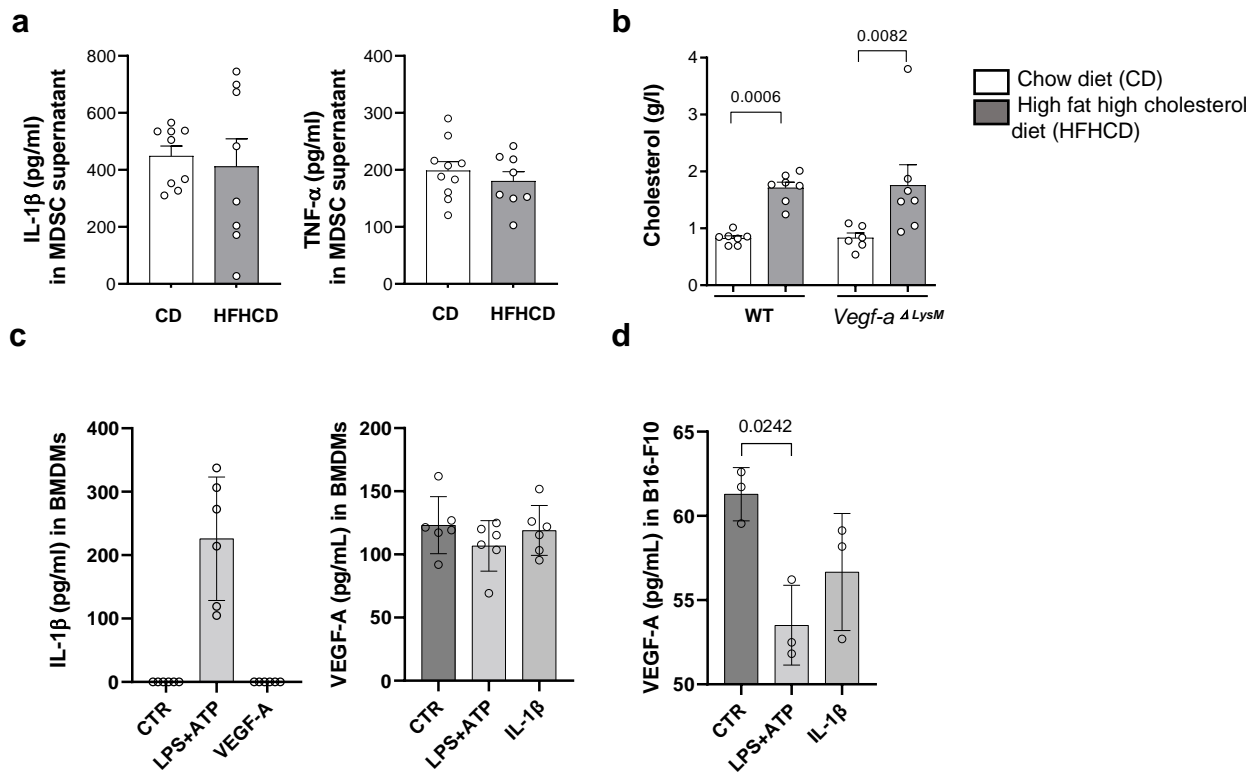 a
IL-1β (pg/ml)
in MDSC supernatant
800
600
400
200
0
CD
HFHCD
TNF-α (pg/ml)
in MDSC supernatant
400
300
200
100
0
CD
HFHCD
b
Cholesterol (g/l)
4
3
2
1
0
0.0006
0.0082
WT
Vegf-a Δ LysM
Chow diet (CD)
High fat high cholesterol
diet (HFHCD)
c
IL-1β (pg/ml) in BMDMs
400
300
200
100
0
CTR
LPS+ATP
VEGF-A
VEGF-A (pg/mL) in BMDMs
200
150
100
50
0
CTR
LPS+ATP
IL-1β
d
VEGF-A (pg/mL) in B16-F10
65
60
55
50
0.0242
CTR
LPS+ATP
IL-1β